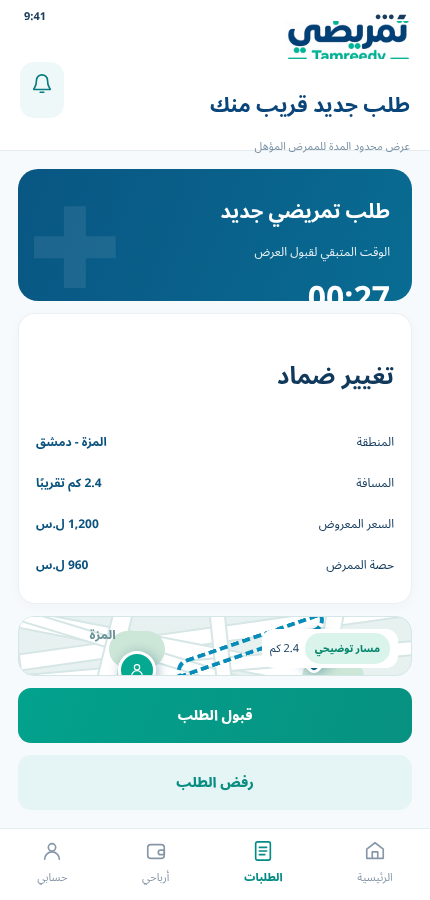 9:41
تمريضي
Tamreedy
طلب جديد قريب منك
عرض محدود المدة للممرض المؤهل
طلب تمريضي جديد
الوقت المتبقي لقبول العرض
00:27
تغيير ضماد
المنطقة المزة - دمشق
المسافة 2.4 كم تقريبًا
السعر المعروض 1,200 ل.س
حصة الممرض 960 ل.س
مسار توضيحي 2.4 كم
المزة
قبول الطلب
رفض الطلب
الرئيسية الطلبات أرباحي حسابي